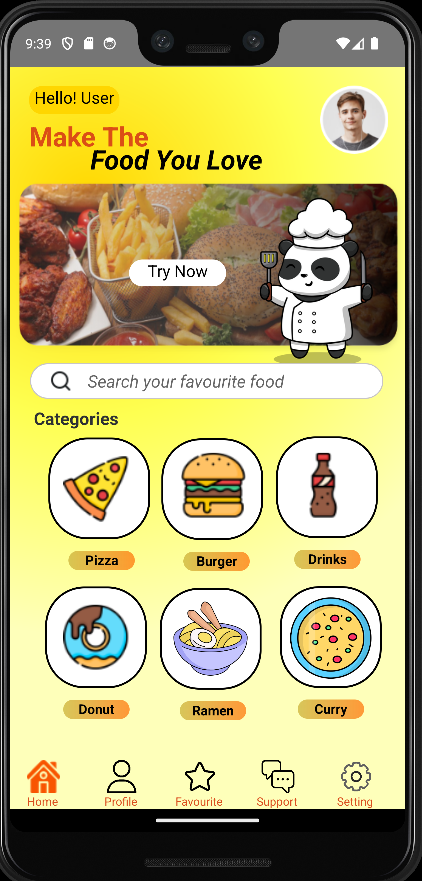 9:39
Hello! User
Make The
Food You Love
Try Now
Search your favourite food
Categories
Pizza
Burger
Drinks
Donut
Ramen
Curry
Home
Profile
Favourite
Support
Setting